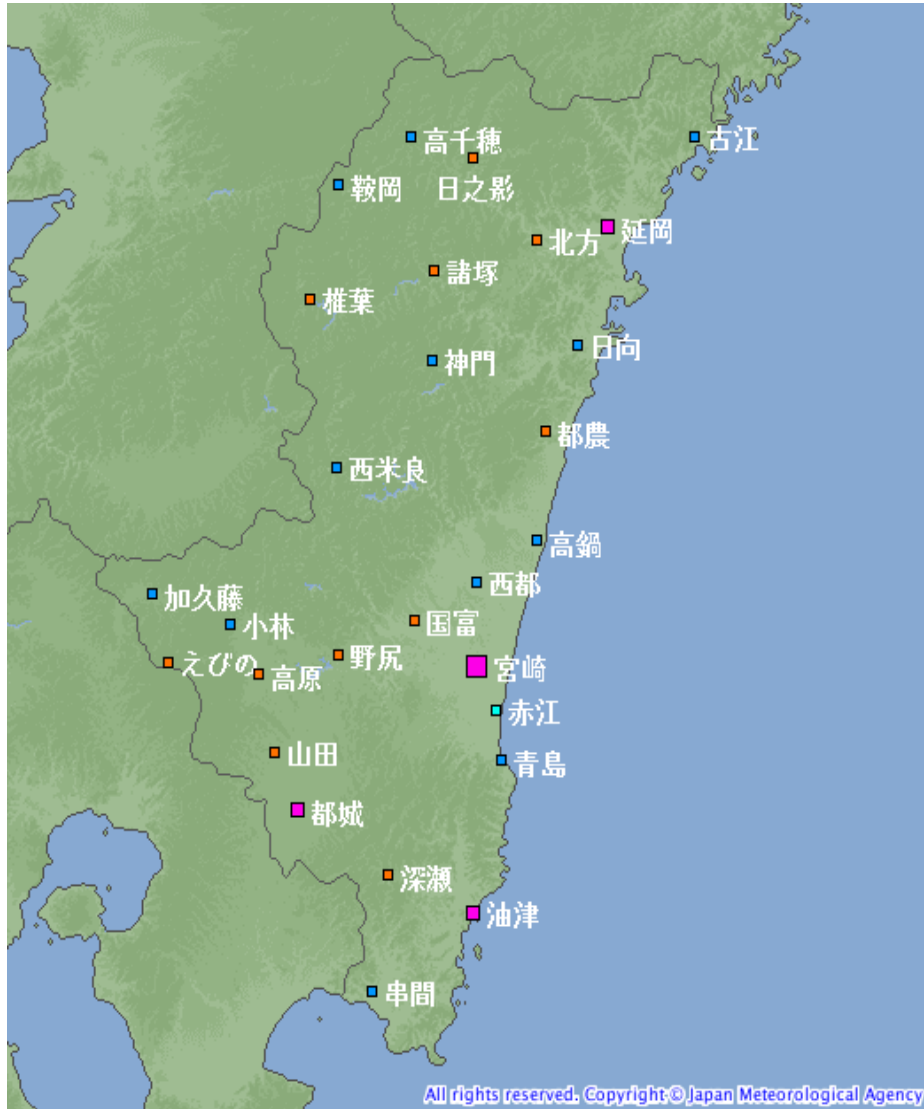 高千穂
古江
日之影
鞍岡
延岡
北方
諸塚
椎葉
日向
神門
都農
西米良
高鍋
西都
加久藤
国富
小林
野尻
えびの
宮崎
高原
赤江
山田
青島
都城
深瀬
油津
串間
All rights reserved. Copyright © Japan Meteorological Agency